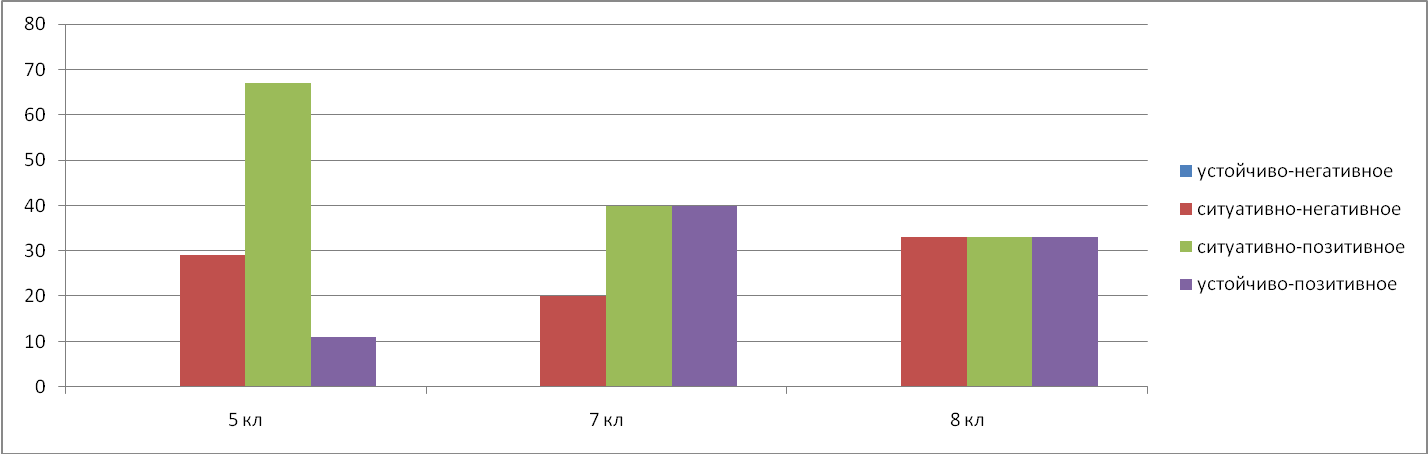 80
70
60
50
40
30
20
10
0
5 кл
7 кл
8 кл
устойчиво-негативное
ситуативно-негативное
ситуативно-позитивное
устойчиво-позитивное